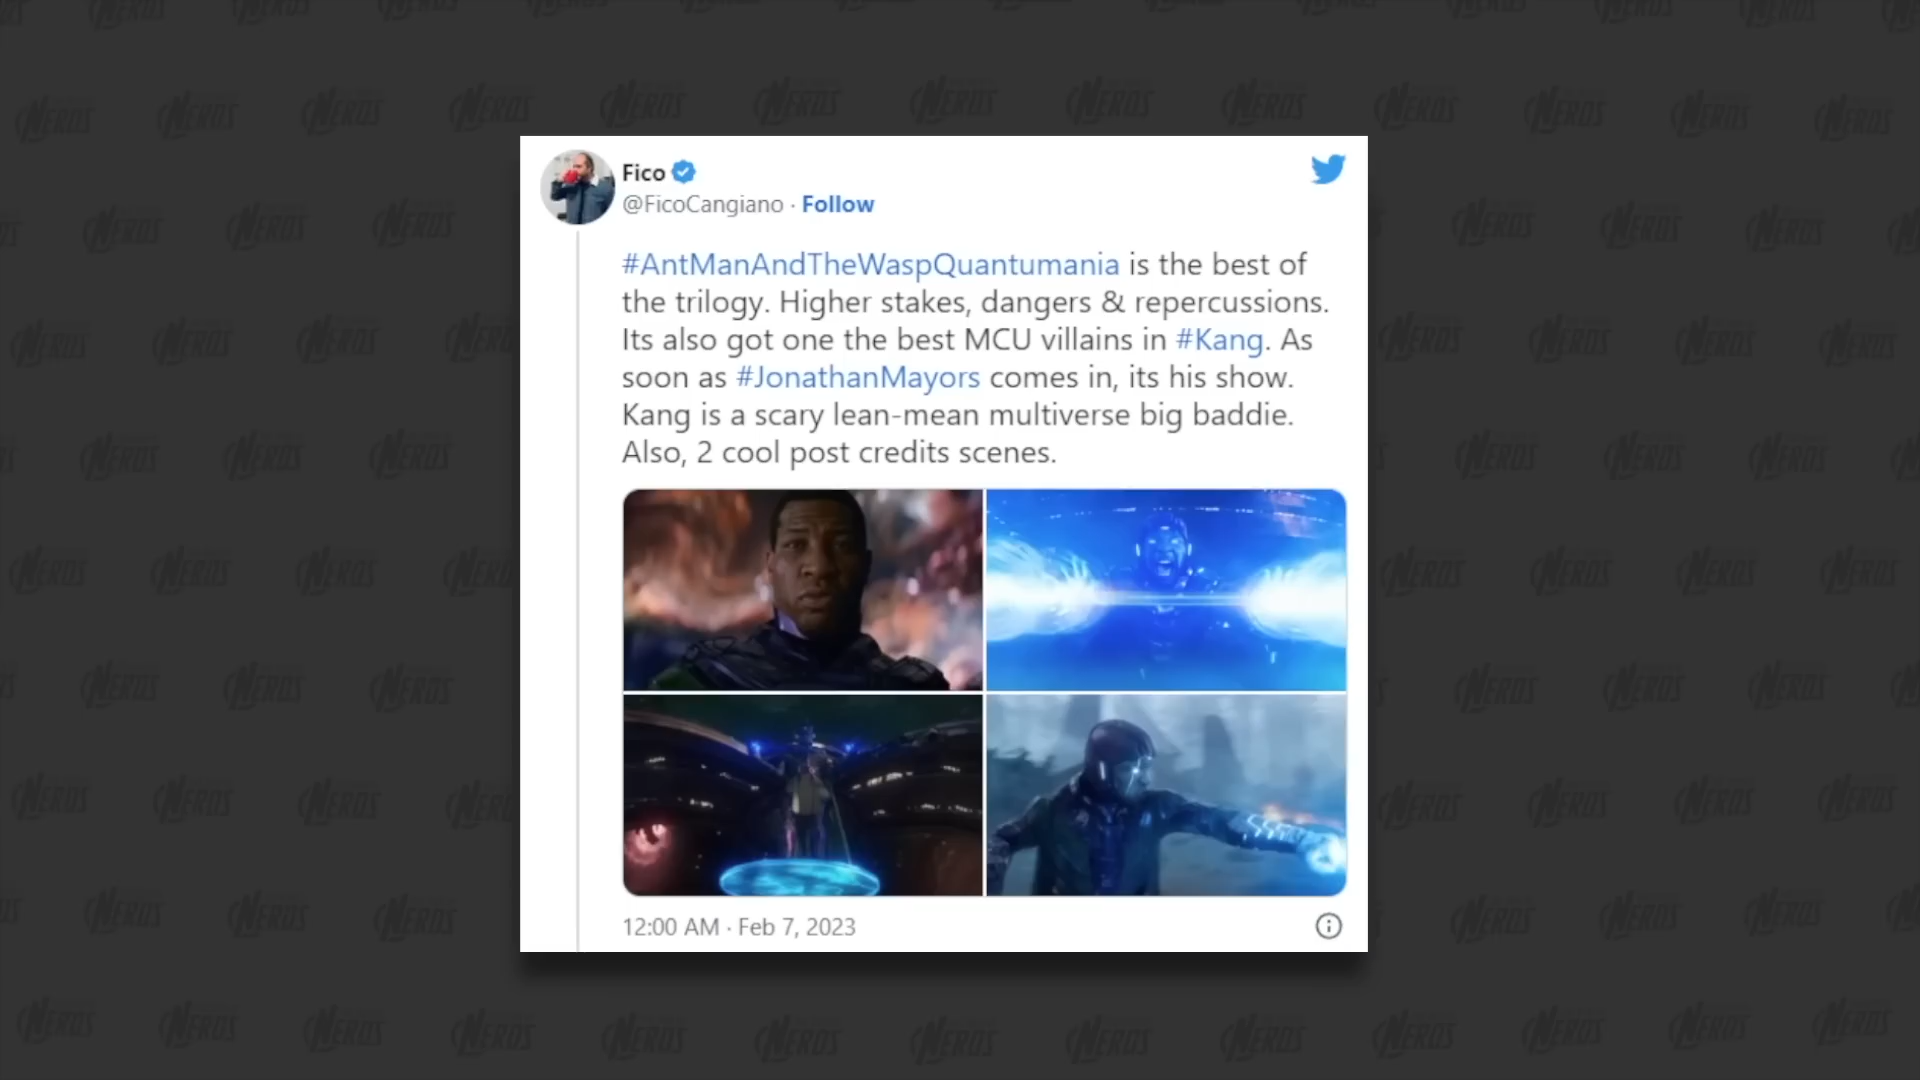 Fico
@FicoCangiano · Follow
#AntManAndTheWaspQuantumania is the best of
the trilogy. Higher stakes, dangers & repercussions.
Its also got one the best MCU villains in #Kang. As
soon as #JonathanMayors comes in, its his show.
Kang is a scary lean-mean multiverse big baddie.
Also, 2 cool post credits scenes.
12:00 AM · Feb 7, 2023